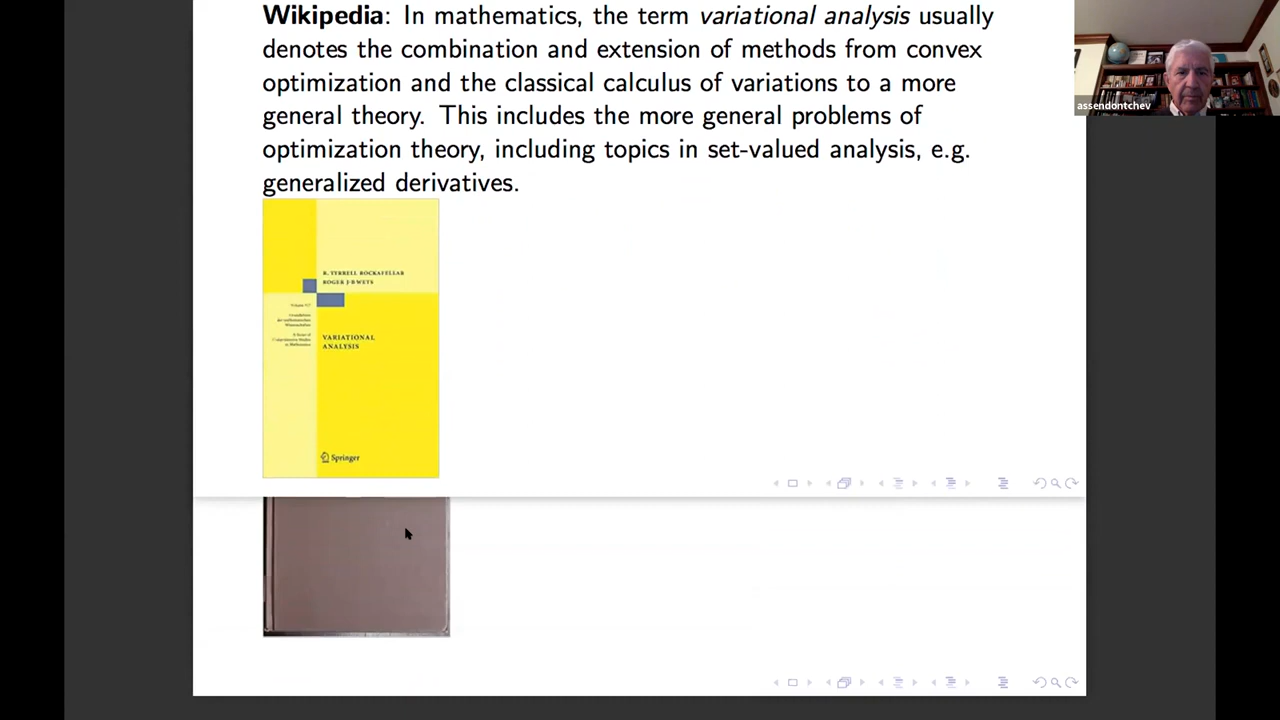 Wikipedia: In mathematics, the term variational analysis usually
denotes the combination and extension of methods from convex
optimization and the classical calculus of variations to a more
general theory. This includes the more general problems of
optimization theory, including topics in set-valued analysis, e.g.
generalized derivatives.
assendontchev
R. TYRRELL ROCKAFELLAR
ROGER J-B WETS
VARIATIONAL
ANALYSIS
Springer